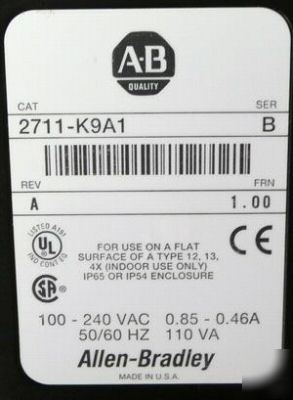 A-B
QUALITY
CAT SER
2711-K9A1 B
REV FRN
A 1.00
LISTED A196
UL
CE
SA
FOR USE ON A FLAT
SURFACE OF A TYPE 12, 13,
4X (INDOOR USE ONLY)
IP65 OR IP54 ENCLOSURE
100 - 240 VAC 0.85 - 0.46A
50/60 HZ 110 VA
Allen-Bradley
MADE IN U.S.A.